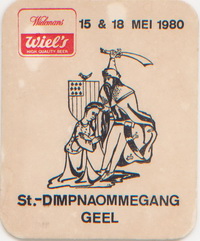 Wielemans
Wiel's
HIGH QUALITY BEER
15 & 18 MEI 1980
St.-DIMPNAOMMEGANG
GEEL